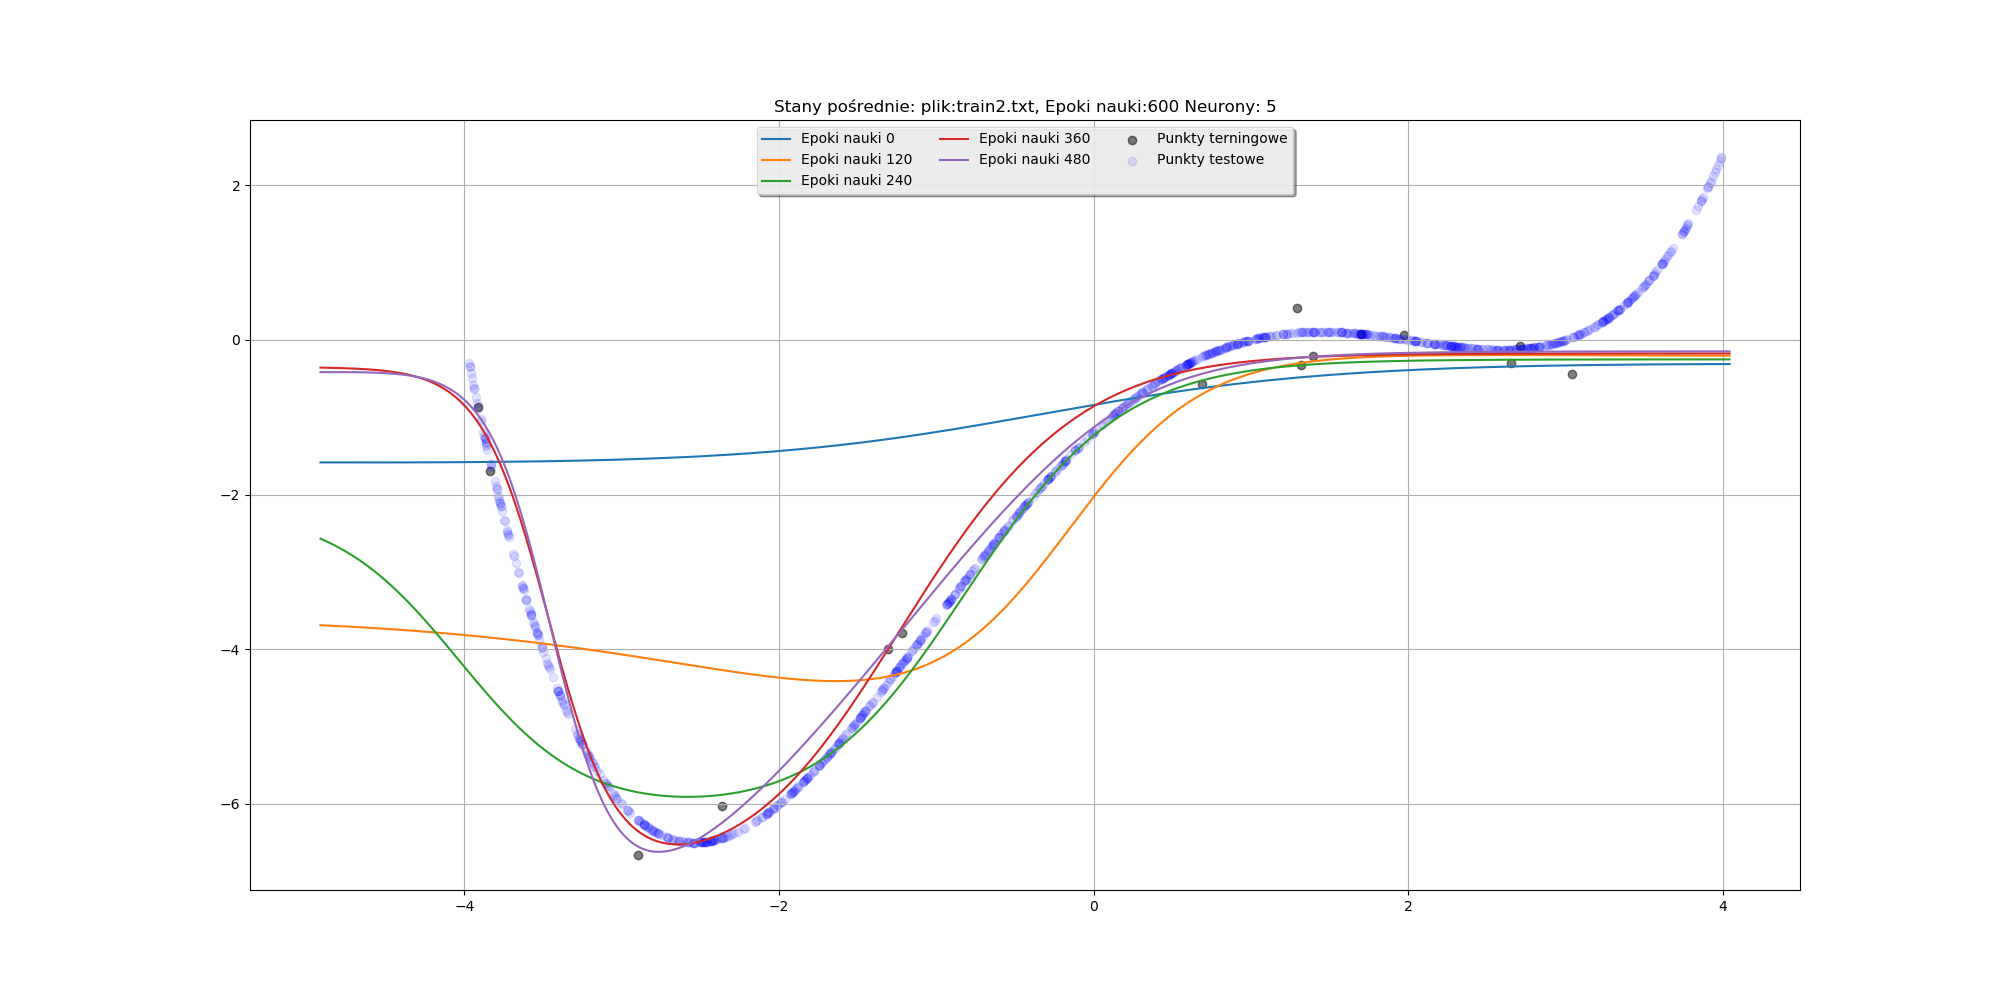 Stany pośrednie: plik:train2.txt, Epoki nauki:600 Neurony: 5
Epoki nauki 0
Epoki nauki 120
Epoki nauki 240
Epoki nauki 360
Epoki nauki 480
Punkty terningowe
Punkty testowe
2
0
−2
−4
−6
−4
−2
0
2
4